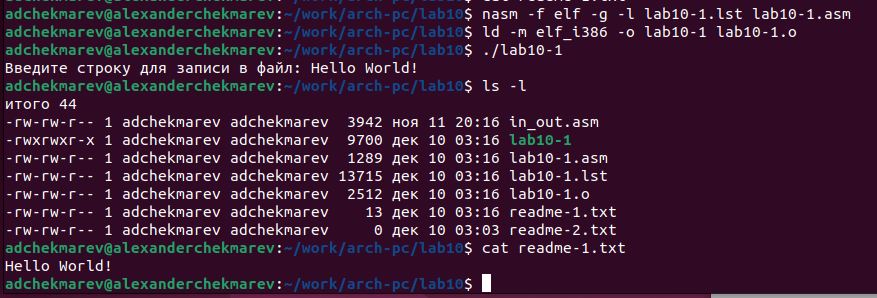 adchekmarev@alexanderchekmarev:~/work/arch-pc/lab10$ nasm -f elf -g -l lab10-1.lst lab10-1.asm
adchekmarev@alexanderchekmarev:~/work/arch-pc/lab10$ ld -m elf_i386 -o lab10-1 lab10-1.o
adchekmarev@alexanderchekmarev:~/work/arch-pc/lab10$ ./lab10-1
Введите строку для записи в файл: Hello World!
adchekmarev@alexanderchekmarev:~/work/arch-pc/lab10$ ls -l
итого 44
-rw-rw-r-- 1 adchekmarev adchekmarev  3942 ноя 11 20:16 in_out.asm
-rwxrwxr-x 1 adchekmarev adchekmarev  9700 дек 10 03:16 lab10-1
-rw-rw-r-- 1 adchekmarev adchekmarev  1289 дек 10 03:16 lab10-1.asm
-rw-rw-r-- 1 adchekmarev adchekmarev 13715 дек 10 03:16 lab10-1.lst
-rw-rw-r-- 1 adchekmarev adchekmarev  2512 дек 10 03:16 lab10-1.o
-rw-rw-r-- 1 adchekmarev adchekmarev    13 дек 10 03:16 readme-1.txt
-rw-rw-r-- 1 adchekmarev adchekmarev     0 дек 10 03:03 readme-2.txt
adchekmarev@alexanderchekmarev:~/work/arch-pc/lab10$ cat readme-1.txt
Hello World!
adchekmarev@alexanderchekmarev:~/work/arch-pc/lab10$